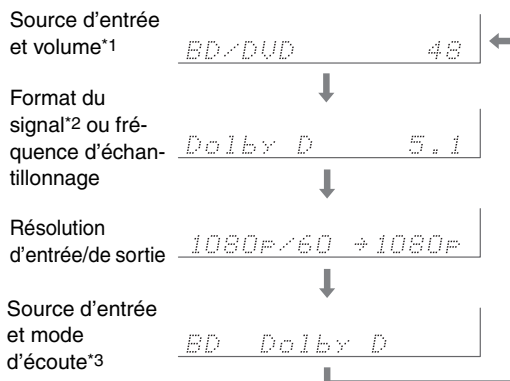 Source d'entrée
et volume*1
BD/DVD 48
Format du
signal*2 ou fré-
quence d'échan-
tillonnage
Dolby D 5.1
Résolution
d'entrée/de sortie
1080p/60 → 1080p
Source d'entrée
et mode
d'écoute*3
BD Dolby D